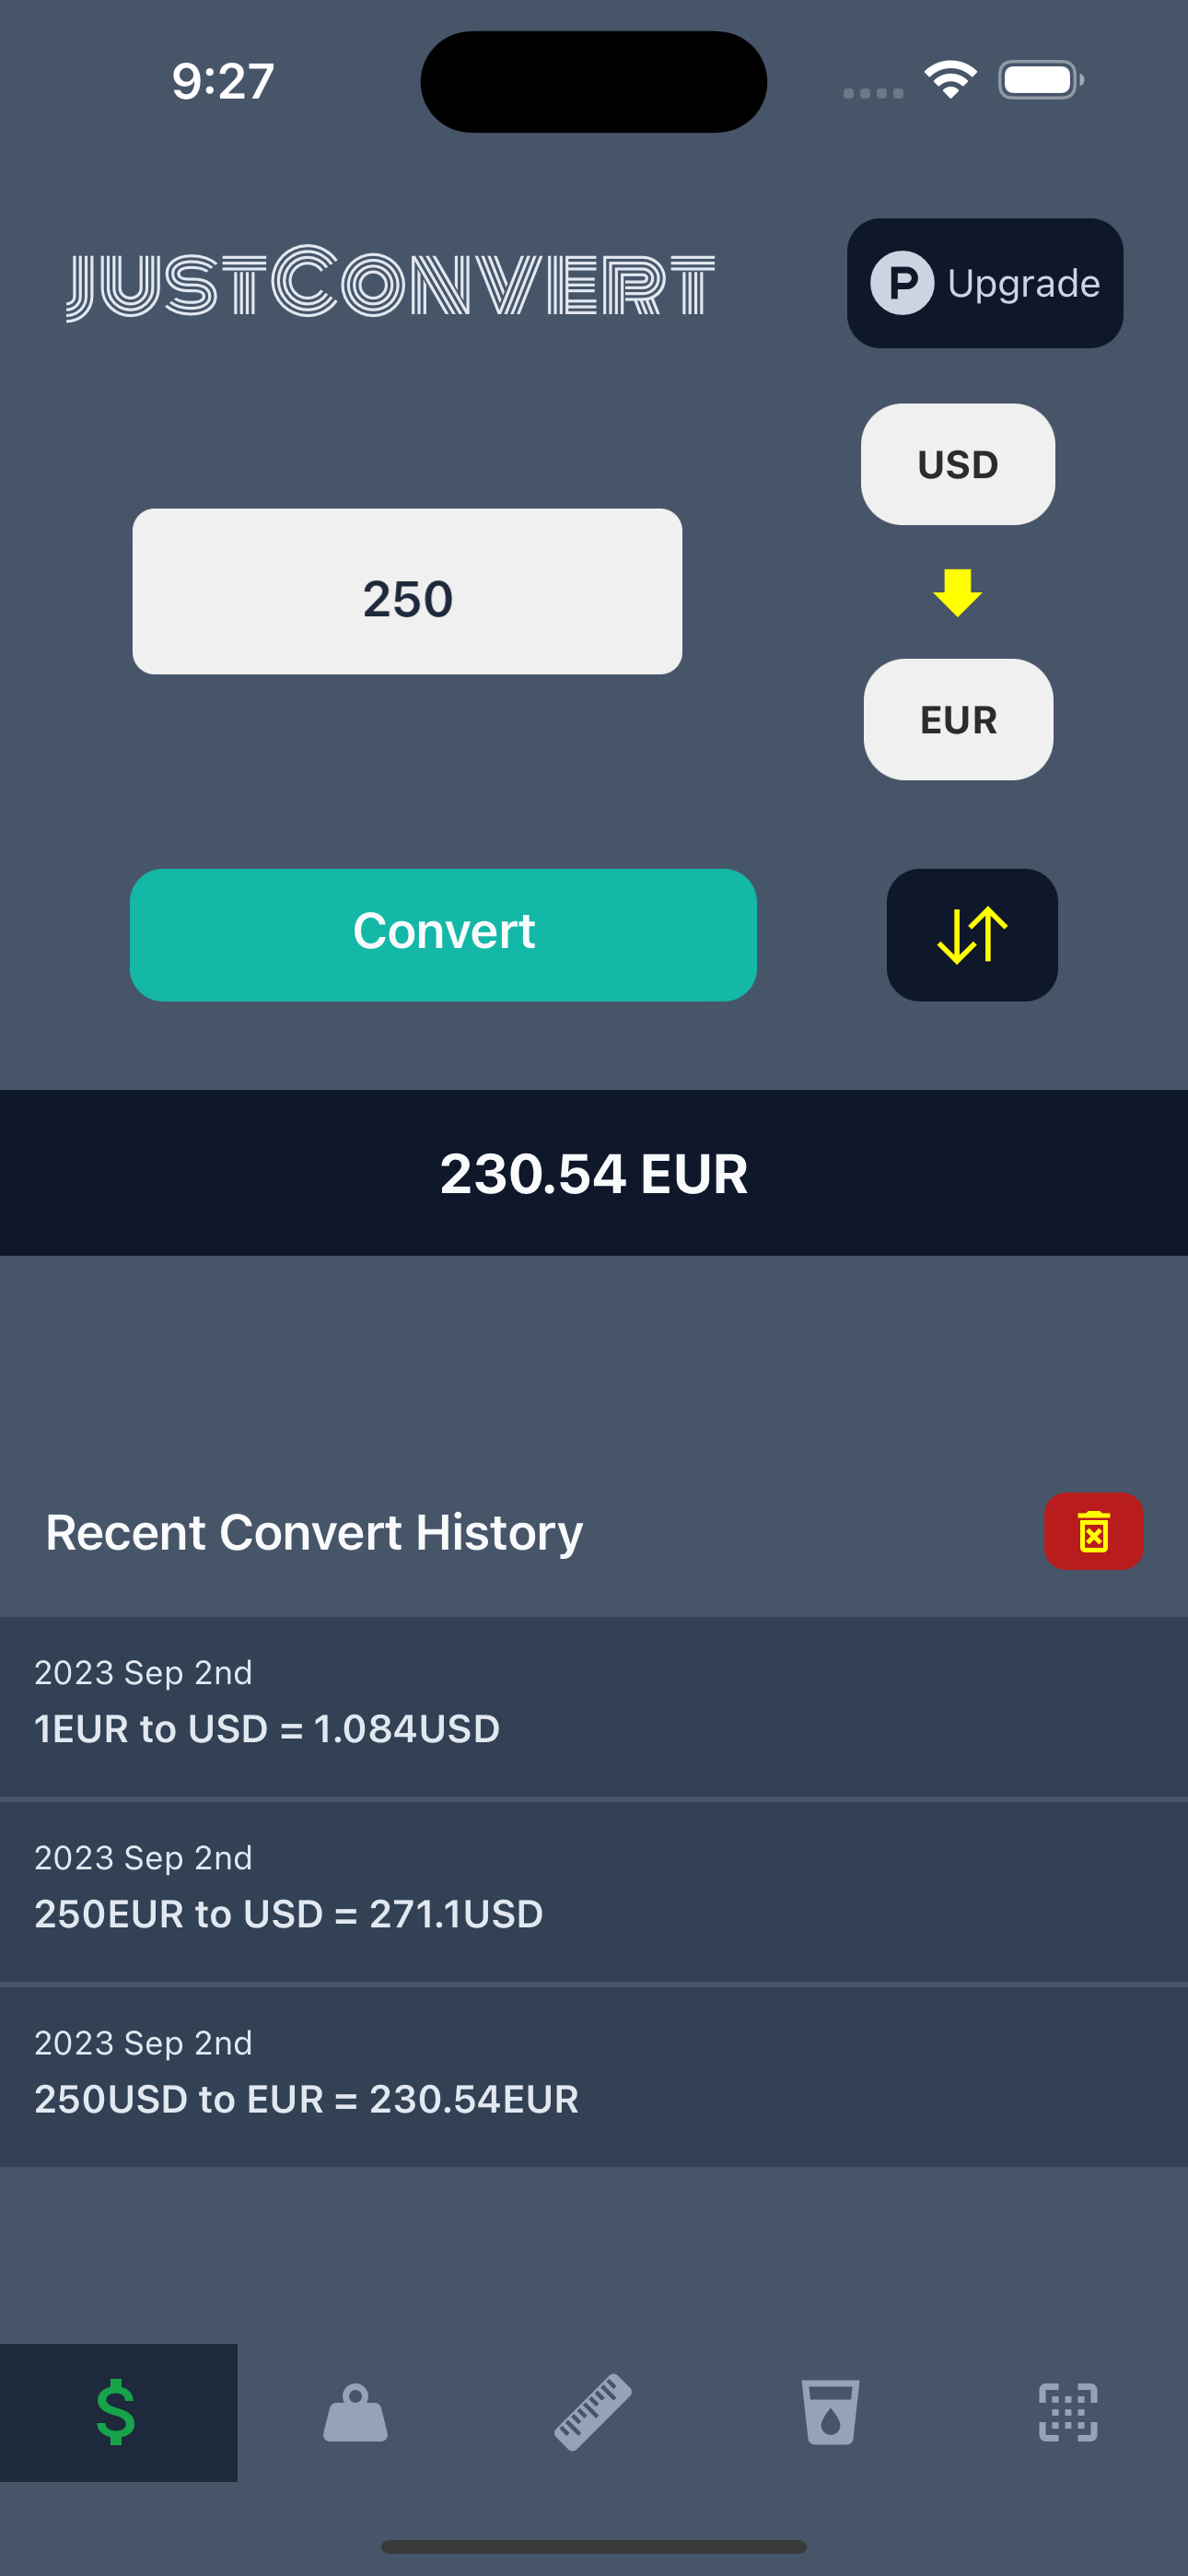 9:27
JUSTCONVERT
P Upgrade
USD
250
EUR
Convert
230.54 EUR
Recent Convert History
2023 Sep 2nd
1EUR to USD = 1.084USD
2023 Sep 2nd
250EUR to USD = 271.1USD
2023 Sep 2nd
250USD to EUR = 230.54EUR
$